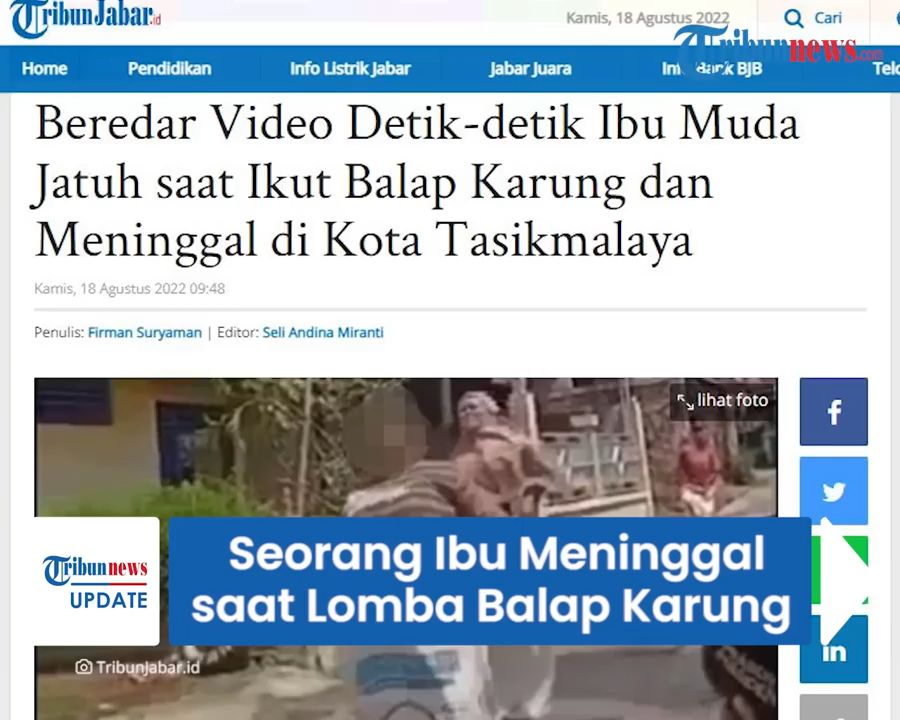 TribunJabar.id
Kamis, 18 Agustus 2022
Cari
Tribunnews.com
Home
Pendidikan
Info Listrik Jabar
Jabar Juara
Info Bank BJB
Beredar Video Detik-detik Ibu Muda
Jatuh saat Ikut Balap Karung dan
Meninggal di Kota Tasikmalaya
Kamis, 18 Agustus 2022 09:48
Penulis: Firman Suryaman | Editor: Seli Andina Miranti
lihat foto
Tribunnews
UPDATE
Seorang Ibu Meninggal
saat Lomba Balap Karung
TribunJabar.id